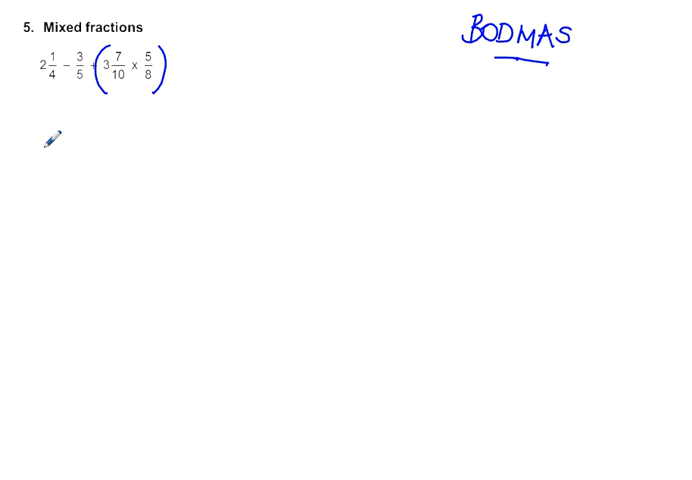 5. Mixed fractions
BODMAS
2 1/4 − 3/5 + (3 7/10 x 5/8)